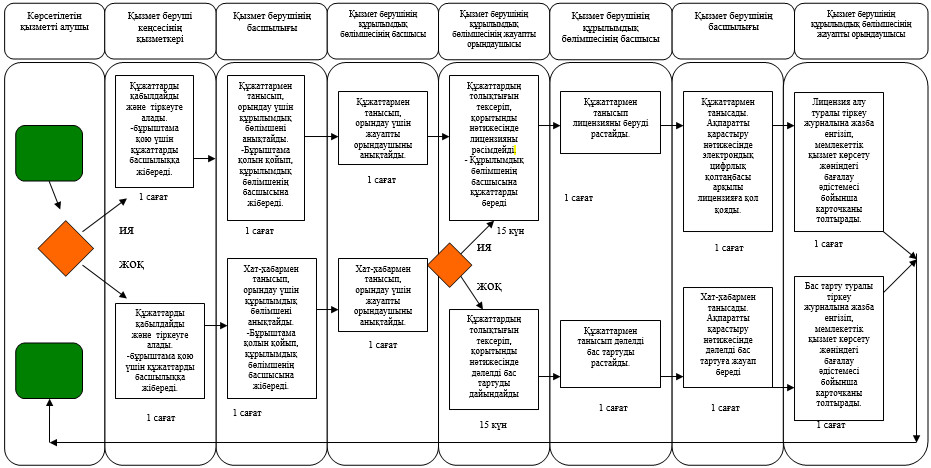 Көрсетілетін
қызметті алушы
Қызмет беруші
кеңсесінің
қызметкері
Қызмет берушінің
басшылығы
Қызмет берушінің
құрылымдық
бөлімшесінің басшысы
Қызмет берушінің
құрылымдық
бөлімшесінің жауапты
орындаушысы
Қызмет берушінің
құрылымдық
бөлімшесінің басшысы
Қызмет берушінің
басшылығы
Қызмет берушінің
құрылымдық бөлімшесінің
жауапты орындаушысы
Құжаттарды
қабылдайды
және тіркеуге
алады.
-бұрыштама
қою үшін
құжаттарды
басшылыққа
жібереді.
1 сағат
Құжаттармен
танысып,
орындау үшін
құрылымдық
бөлімшені
анықтайды.
-Бұрыштама
қолын қойып,
құрылымдық
бөлімшенің
басшысына
жібереді.
1 сағат
Құжаттармен
танысып,
орындау үшін
жауапты
орындаушыны
анықтайды.
1 сағат
Құжаттардың
толықтығын
тексеріп,
қорытынды
нәтижесінде
лицензияны
рәсімдейді.
- Құрылымдық
бөлімшенің
басшысына
құжаттарды
береді
15 күн
Құжаттармен
танысып
лицензияны беруді
растайды.
1 сағат
Құжаттармен
танысады.
Ақпаратты
қарастыру
нәтижесінде
электрондық
цифрлық
қолтаңбасы
арқылы
лицензияға қол
қояды.
1 сағат
Лицензия алу
туралы тіркеу
журналына жазба
енгізіп,
мемлекеттік
қызмет көрсету
жөніндегі
бағалау
әдістемесі
бойынша
карточканы
толтырады.
1 сағат
ИЯ
ЖОҚ
ИЯ
ЖОҚ
Құжаттарды
қабылдайды
және тіркеуге
алады.
-бұрыштама қою
үшін құжаттарды
басшылыққа
жібереді.
1 сағат
Хат-хабармен
танысып,
орындау үшін
құрылымдық
бөлімшені
анықтайды.
-Бұрыштама
қолын қойып,
құрылымдық
бөлімшенің
басшысына
жібереді.
1 сағат
Хат-хабармен
танысып,
орындау үшін
жауапты
орындаушыны
анықтайды.
1 сағат
Құжаттардың
толықтығын
тексеріп,
қорытынды
нәтижесінде
дәлелді бас
тартуды
дайындайды
15 күн
Құжаттармен
танысып дәлелді
бас тартуды
растайды.
1 сағат
Хат-хабармен
танысады.
Ақпаратты
қарастыру
нәтижесінде
дәлелді бас
тартуға жауап
береді
1 сағат
Бас тарту туралы
тіркеу
журналына жазба
енгізіп,
мемлекеттік
қызмет көрсету
жөніндегі
бағалау
әдістемесі
бойынша
карточканы
толтырады.
1 сағат